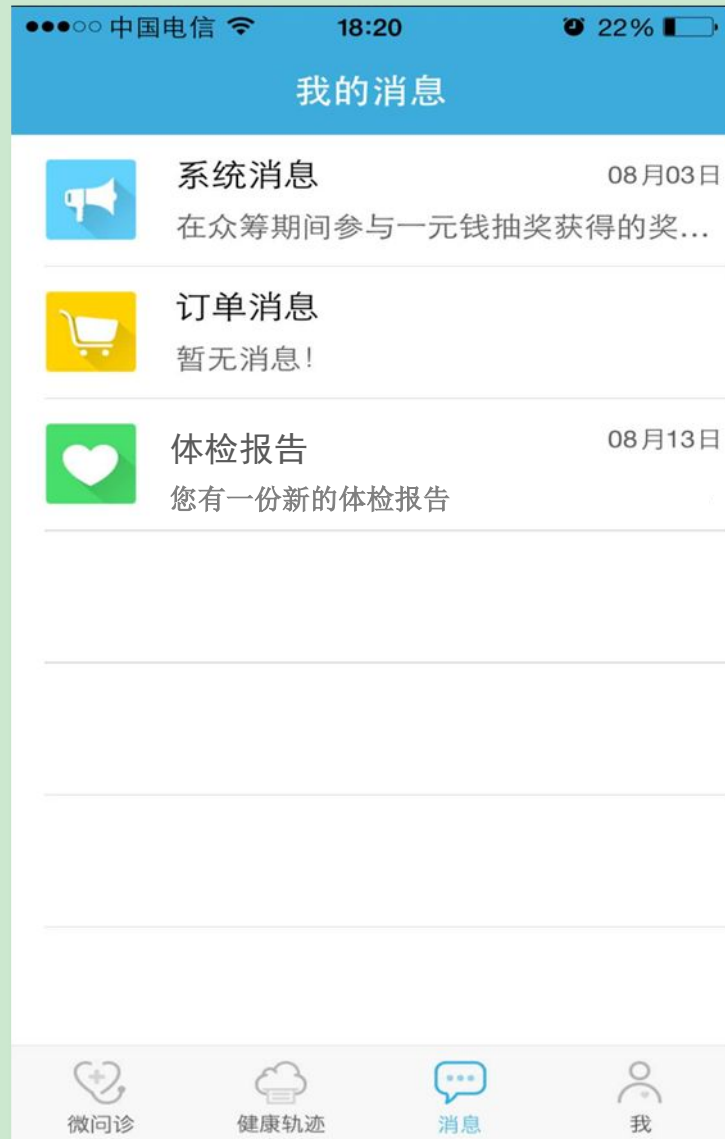 中国电信 18:20 22%
我的消息
系统消息 08月03日
在众筹期间参与一元钱抽奖获得的奖...
订单消息
暂无消息!
体检报告 08月13日
您有一份新的体检报告
微问诊 健康轨迹 消息 我